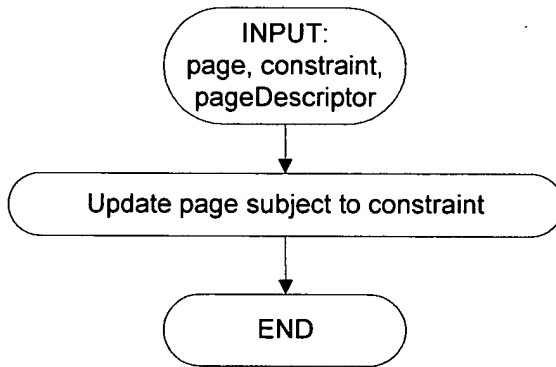 INPUT:
page, constraint,
pageDescriptor
Update page subject to constraint
END